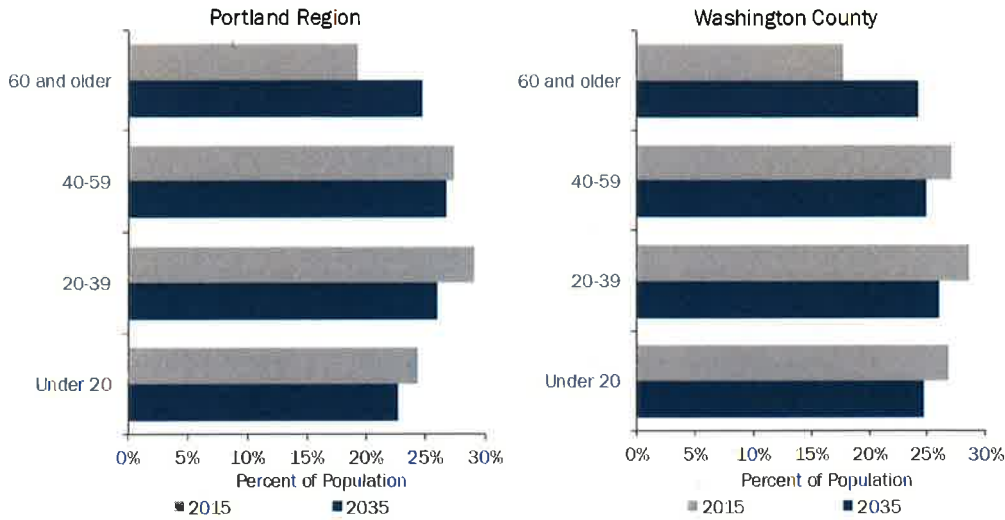 Portland Region
60 and older
40-59
20-39
Under 20
0% 5% 10% 15% 20% 25% 30%
Percent of Population
2015 2035
Washington County
60 and older
40-59
20-39
Under 20
0% 5% 10% 15% 20% 25% 30%
Percent of Population
2015 2035